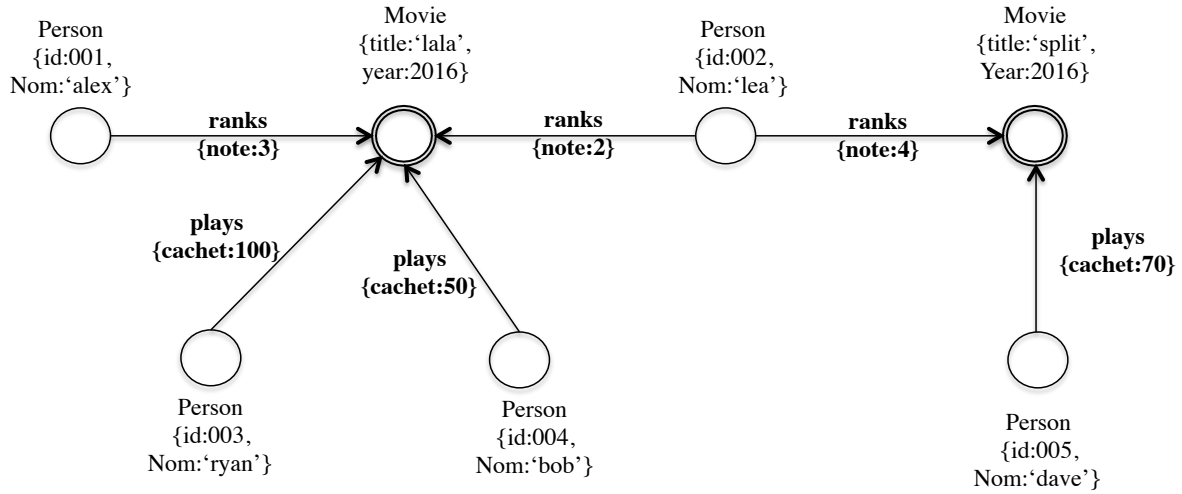 Person
{id:001,
Nom:‘alex’}
Movie
{title:‘lala’,
year:2016}
Person
{id:002,
Nom:‘lea’}
Movie
{title:‘split’,
Year:2016}
ranks
{note:3}
ranks
{note:2}
ranks
{note:4}
plays
{cachet:100}
plays
{cachet:50}
plays
{cachet:70}
Person
{id:003,
Nom:‘ryan’}
Person
{id:004,
Nom:‘bob’}
Person
{id:005,
Nom:‘dave’}